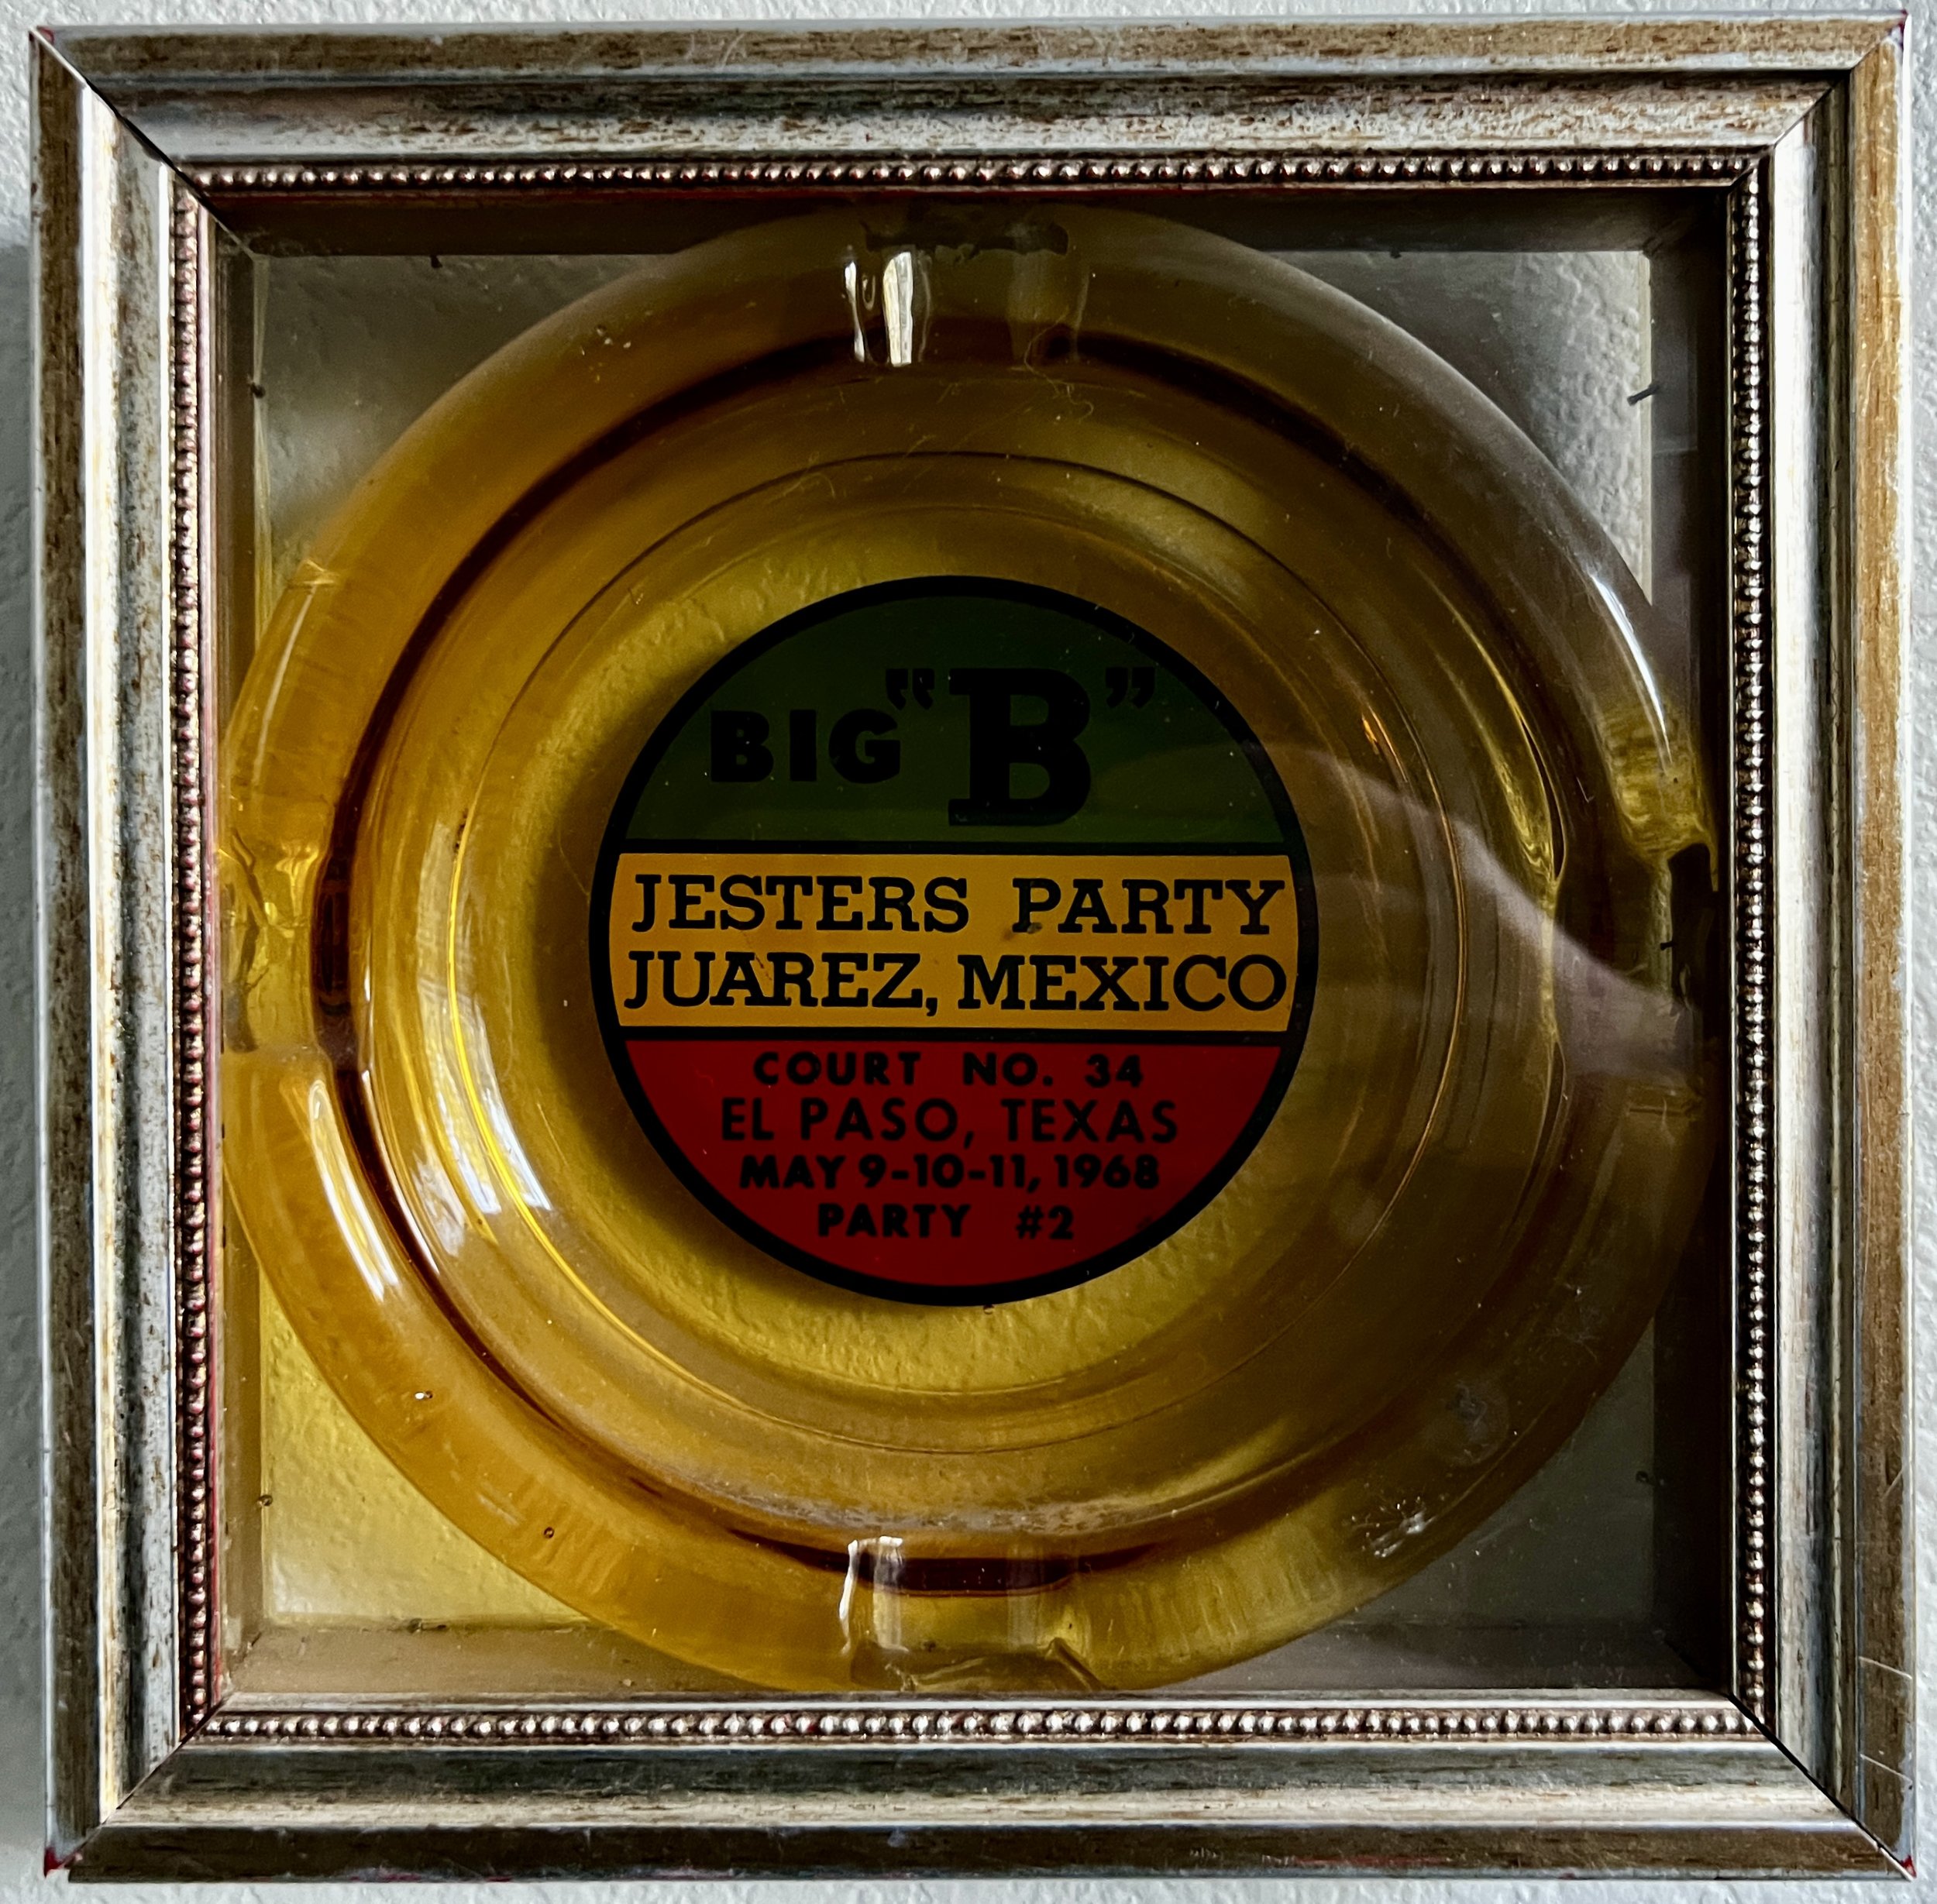 BIG "B"
JESTERS PARTY
JUAREZ, MEXICO
COURT NO. 34
EL PASO, TEXAS
MAY 9-10-11, 1968
PARTY #2